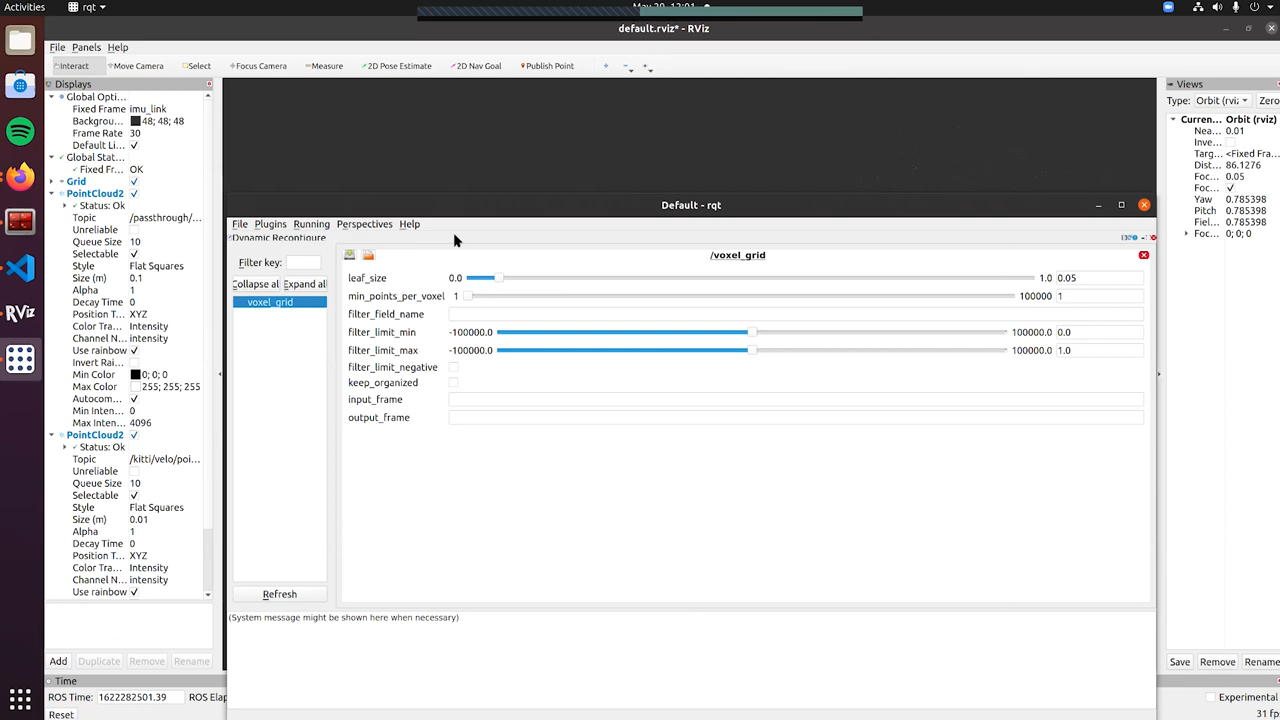 Activities
rqt
default.rviz* - RViz
File Panels Help
Interact Move Camera Select Focus Camera Measure 2D Pose Estimate 2D Nav Goal Publish Point
Displays
Global Opti...
Fixed Frame imu_link
Backgrou... 48; 48; 48
Frame Rate 30
Default Li...
Global Stat...
Fixed Fr... OK
Grid
PointCloud2
Status: Ok
Topic /passthrough/...
Unreliable
Queue Size 10
Selectable
Style Flat Squares
Size (m) 0.1
Alpha 1
Decay Time 0
Position T... XYZ
Color Tra... Intensity
Channel N... intensity
Use rainbow
Invert Rai...
Min Color 0; 0; 0
Max Color 255; 255; 255
Autocom...
Min Inten... 0
Max Inten... 4096
PointCloud2
Status: Ok
Topic /kitti/velo/poi...
Unreliable
Queue Size 10
Selectable
Style Flat Squares
Size (m) 0.01
Alpha 1
Decay Time 0
Position T... XYZ
Color Tra... Intensity
Channel N... intensity
Use rainbow
Add Duplicate Remove Rename
Time
ROS Time: 1622282501.39 ROS Elap
Reset
RViz
Default - rqt
File Plugins Running Perspectives Help
Dynamic Reconfigure
Filter key:
Collapse al Expand all
voxel_grid
Refresh
/voxel_grid
leaf_size 0.0 1.0 0.05
min_points_per_voxel 1 100000 1
filter_field_name
filter_limit_min -100000.0 100000.0 0.0
filter_limit_max -100000.0 100000.0 1.0
filter_limit_negative
keep_organized
input_frame
output_frame
(System message might be shown here when necessary)
Views
Type: Orbit (rvi: Zero
Curren... Orbit (rviz)
Nea... 0.01
Inve...
Targ... <Fixed Fram
Dist... 86.1276
Foc... 0.05
Foc...
Yaw 0.785398
Pitch 0.785398
Fiel... 0.785398
Foc... 0; 0; 0
Save Remove Rename
Experimental
31 fp